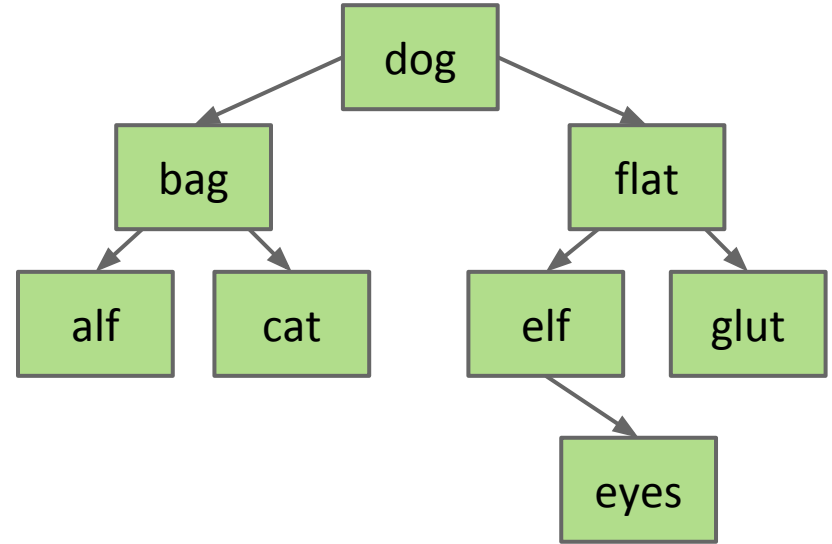 dog
bag
flat
alf
cat
elf
glut
eyes